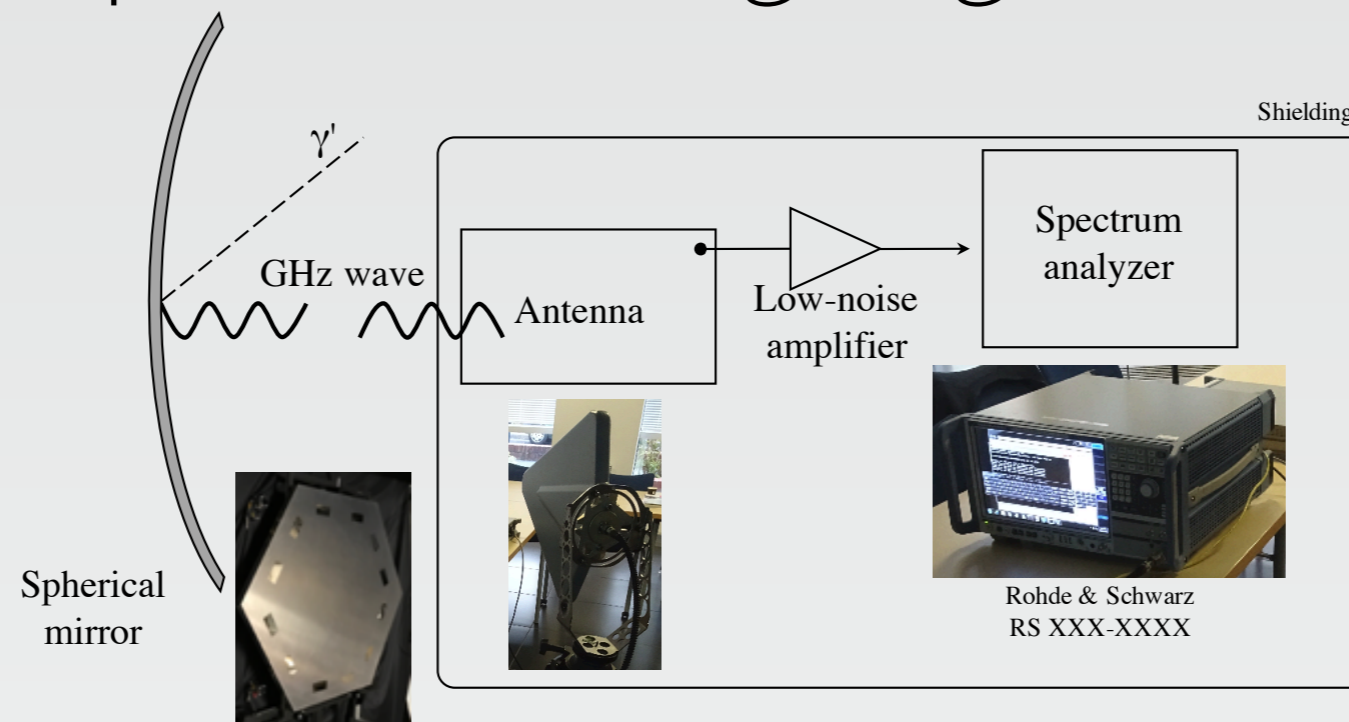 Shielding
γ'
GHz wave
Antenna
Low-noise
amplifier
Spectrum
analyzer
Spherical
mirror
Rohde & Schwarz
RS XXX-XXXX